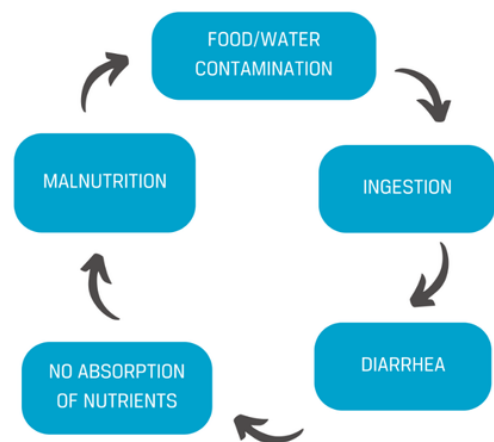 FOOD/WATER
CONTAMINATION
INGESTION
DIARRHEA
NO ABSORPTION
OF NUTRIENTS
MALNUTRITION